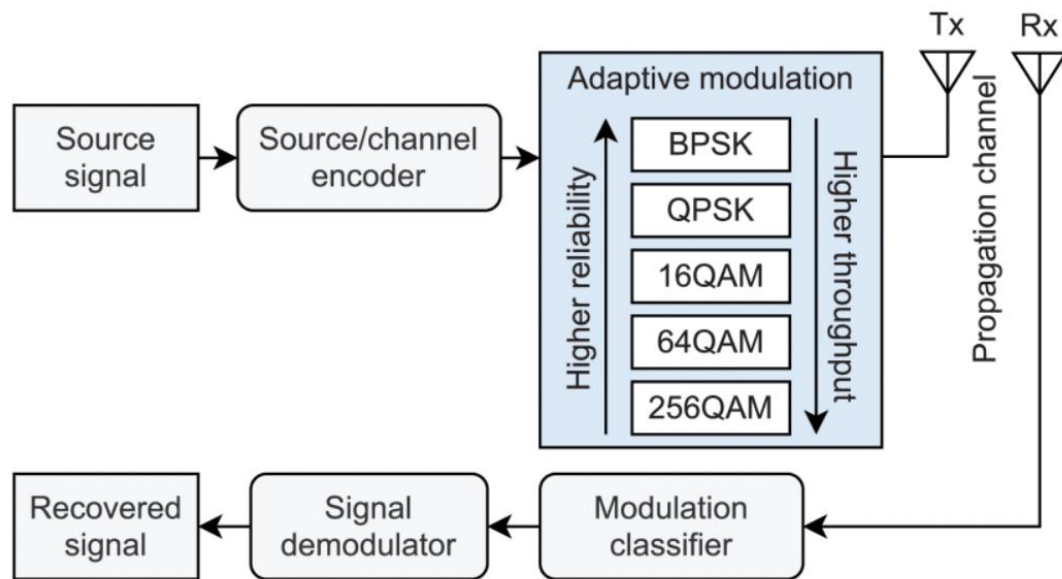 Tx
Rx
Source
signal
Source/channel
encoder
Adaptive modulation
Higher reliability
BPSK
QPSK
16QAM
64QAM
256QAM
Higher throughput
Propagation channel
Recovered
signal
Signal
demodulator
Modulation
classifier